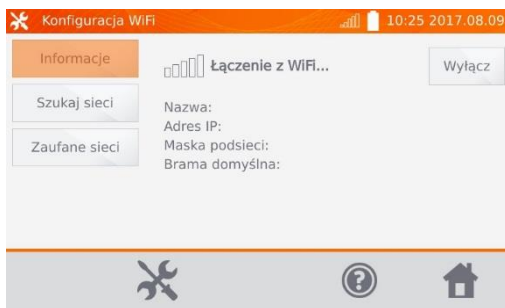 Konfiguracja WiFi
10:25 2017.08.09
Informacje
Łączenie z WiFi...
Wyłącz
Szukaj sieci
Zaufane sieci
Nazwa:
Adres IP:
Maska podsieci:
Brama domyślna:
?